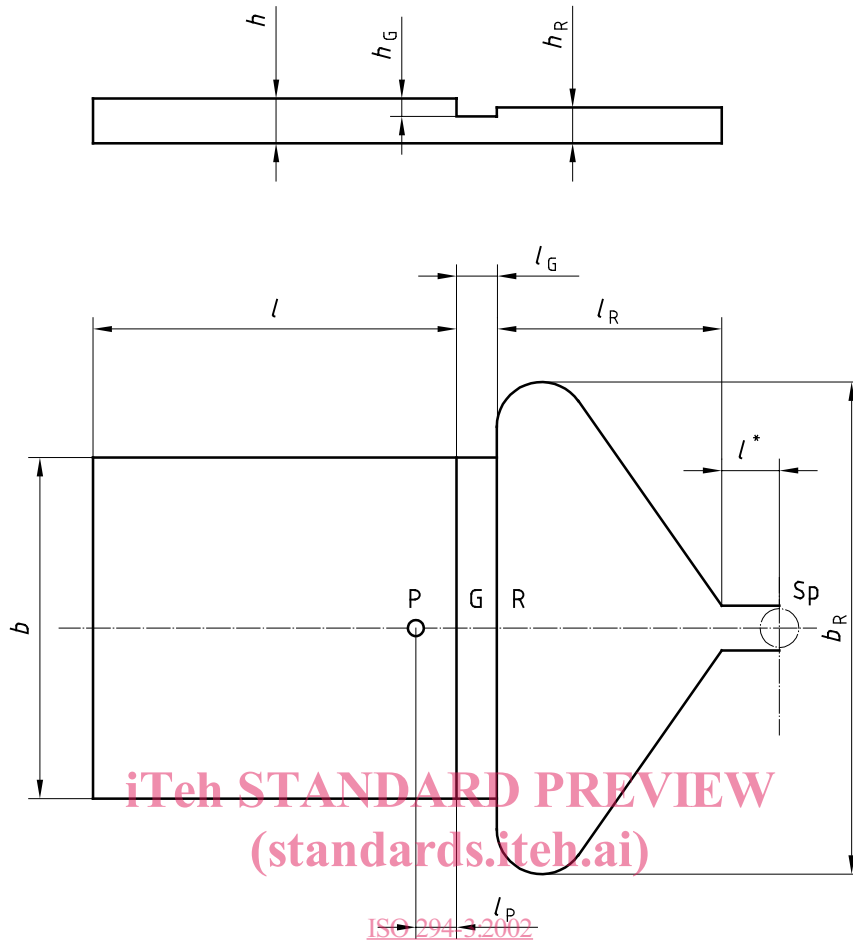 h
hG
hR
lG
l
lR
l*
P
G
R
Sp
b
bR
iTeh STANDARD PREVIEW
(standards.iteh.ai)
lP
ISO 294-3:2002